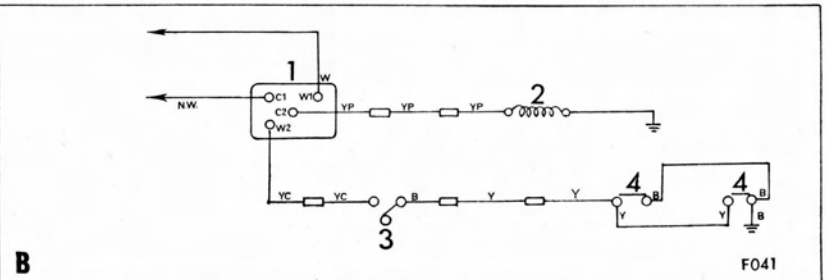 1
W
C1 W1
N.W.
C2 YP YP YP 2
W2
YC YC B Y Y 4 B 4 B
3 Y Y B
B F041